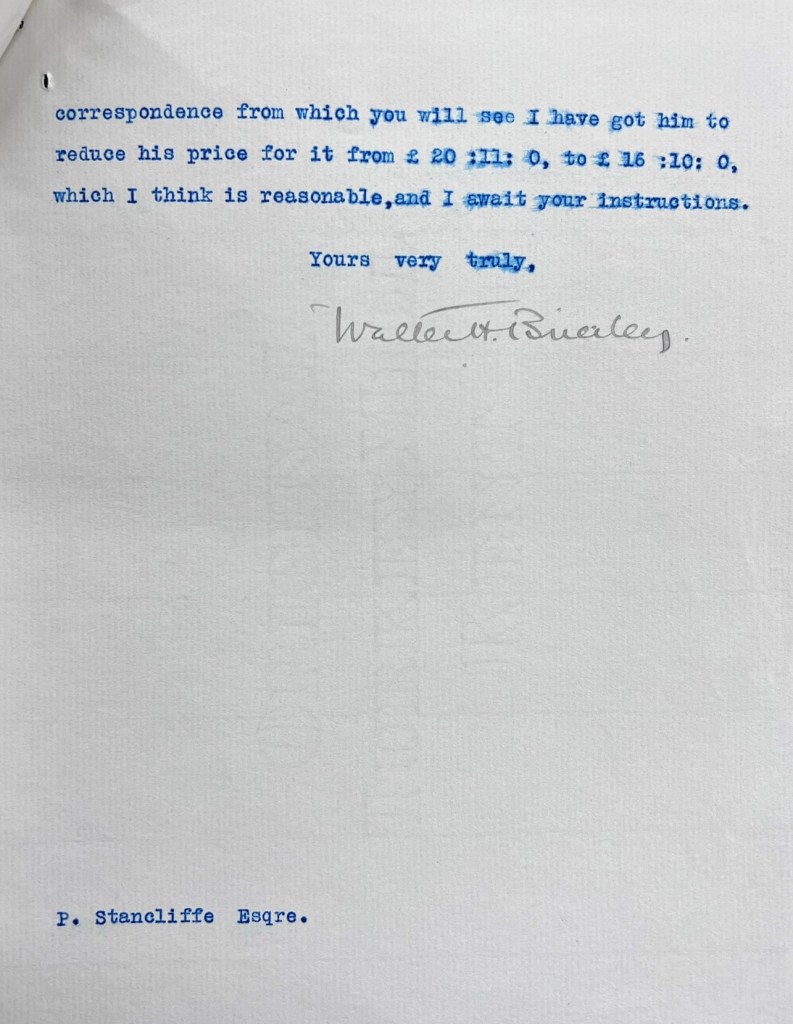 correspondence from which you will see I have got him to
reduce his price for it from £ 20 :11: 0, to £ 16 :10: 0,
which I think is reasonable,and I await your instructions.
Yours very truly,
Walter H. Brierley.
P. Stancliffe Esqre.